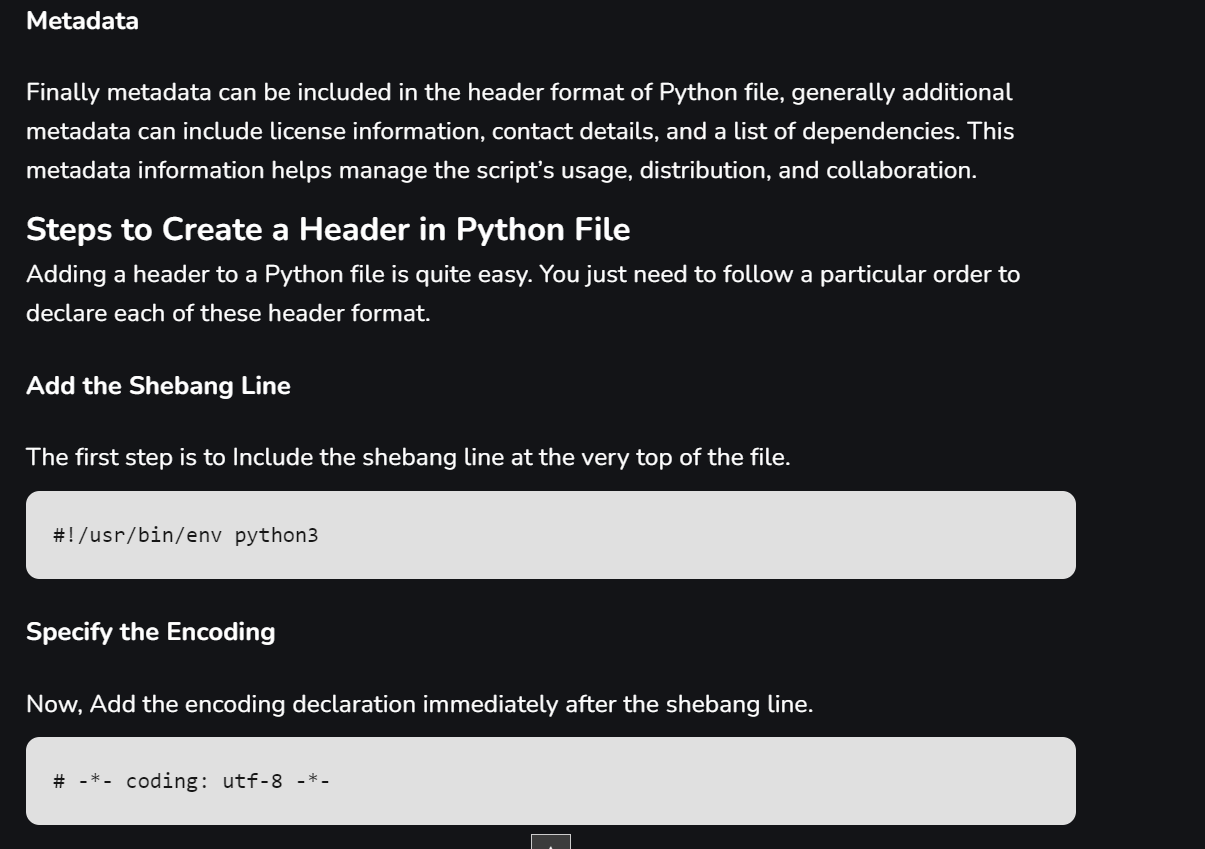 Metadata
Finally metadata can be included in the header format of Python file, generally additional
metadata can include license information, contact details, and a list of dependencies. This
metadata information helps manage the script’s usage, distribution, and collaboration.
Steps to Create a Header in Python File
Adding a header to a Python file is quite easy. You just need to follow a particular order to
declare each of these header format.
Add the Shebang Line
The first step is to Include the shebang line at the very top of the file.
#!/usr/bin/env python3
Specify the Encoding
Now, Add the encoding declaration immediately after the shebang line.
# -*- coding: utf-8 -*-